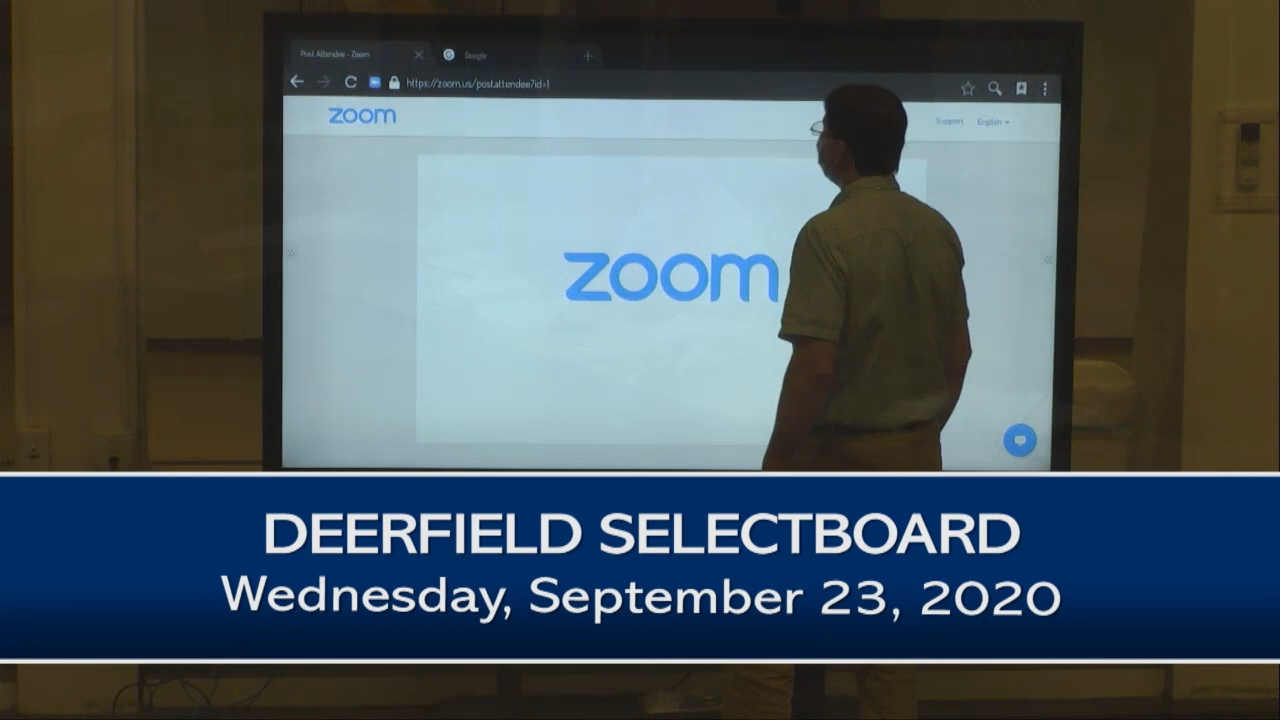 Post Attendee - Zoom
Google
https://zoom.us/postattendee?id=1
zoom
Support English
zoom
DEERFIELD SELECTBOARD
Wednesday, September 23, 2020